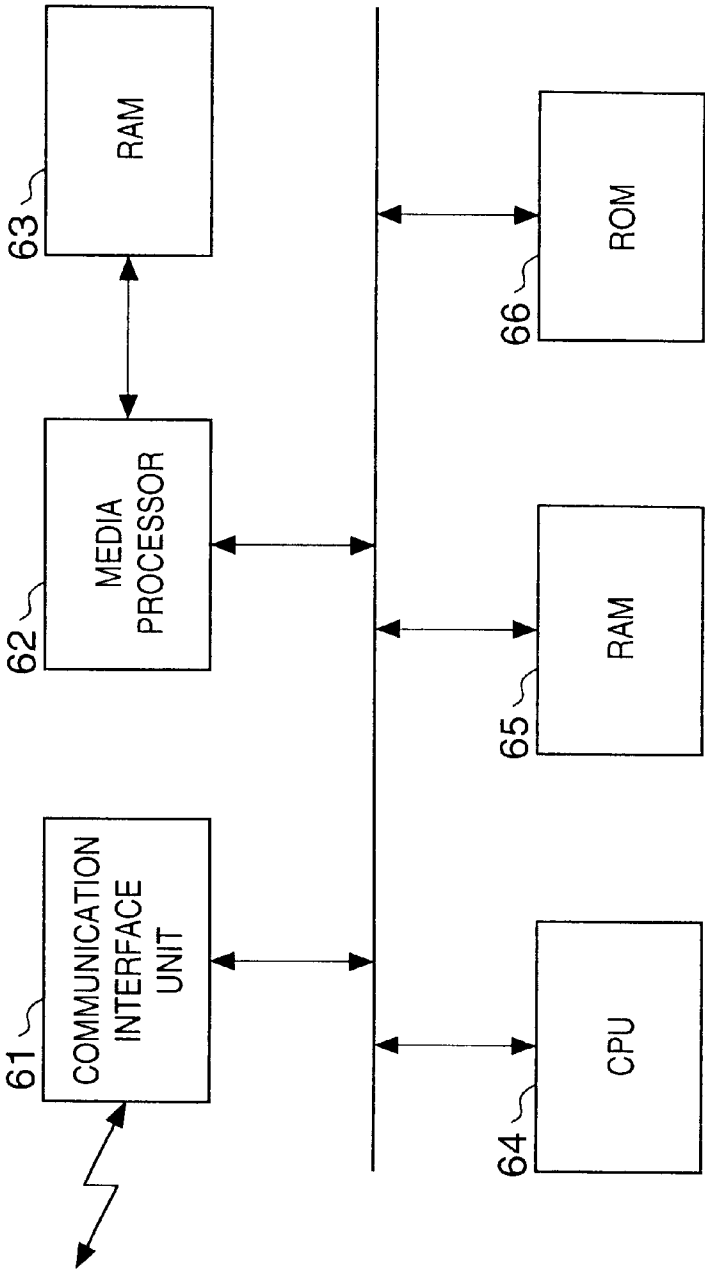 61
COMMUNICATION
INTERFACE
UNIT
62
MEDIA
PROCESSOR
63
RAM
64
CPU
65
RAM
66
ROM